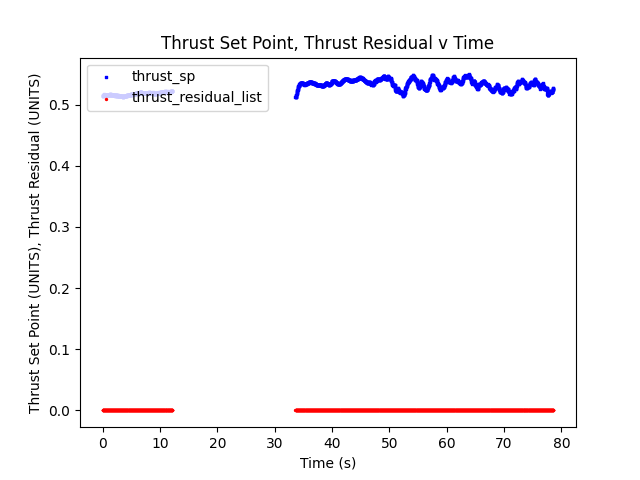 Thrust Set Point, Thrust Residual v Time
thrust_sp
thrust_residual_list
Thrust Set Point (UNITS), Thrust Residual (UNITS)
0.5
0.4
0.3
0.2
0.1
0.0
0 10 20 30 40 50 60 70 80
Time (s)